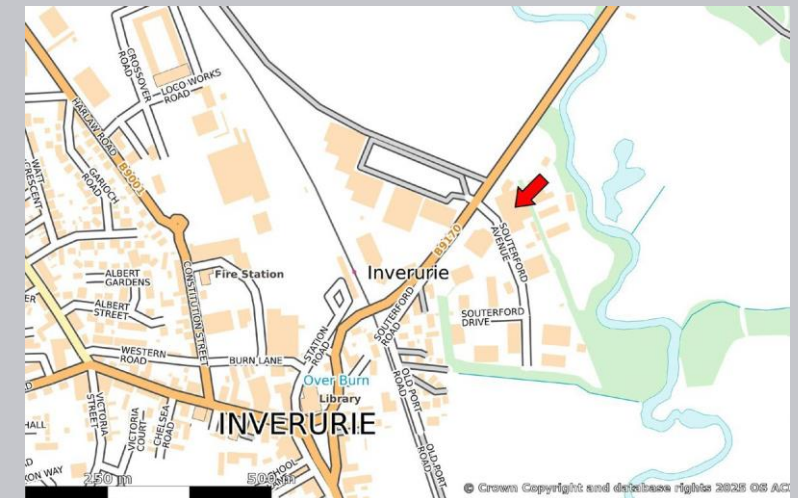 CROSSOVER
ROAD
LOCO WORKS
ROAD
HARLAW ROAD
B9001
WATT
CRESCENT
GARIOCH
ROAD
ALBERT
GARDENS
ALBERT
STREET
CONSTITUTION STREET
Fire Station
Inverurie
B9170
SOUTERFORD
AVENUE
SOUTERFORD
DRIVE
SOUTERFORD
ROAD
STATION
ROAD
WESTERN
ROAD
BURN LANE
Over Burn
Library
OLD PORT
ROAD
VICTORIA
STREET
VICTORIA
COURT
CHELSEA
ROAD
INVERURIE
HALL
SCHOOL
OLD PORT
ROAD
250 m
500 m
© Crown Copyright and database rights 2025 OS